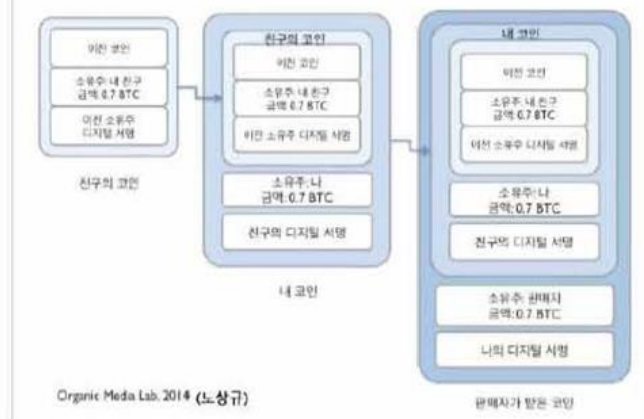 이전 코인
소유주: 내 친구
금액 0.7 BTC
이전 소유주
디지털 서명
친구의 코인
친구의 코인
이전 코인
소유주: 내 친구
금액 0.7 BTC
이전 소유주 디지털 서명
소유주: 나
금액: 0.7 BTC
친구의 디지털 서명
내 코인
내 코인
이전 코인
소유주: 내 친구
금액 0.7 BTC
이전 소유주 디지털 서명
소유주: 나
금액: 0.7 BTC
친구의 디지털 서명
소유주: 판매자
금액: 0.7 BTC
나의 디지털 서명
판매자가 받은 코인
Organic Media Lab, 2014 (노상규)